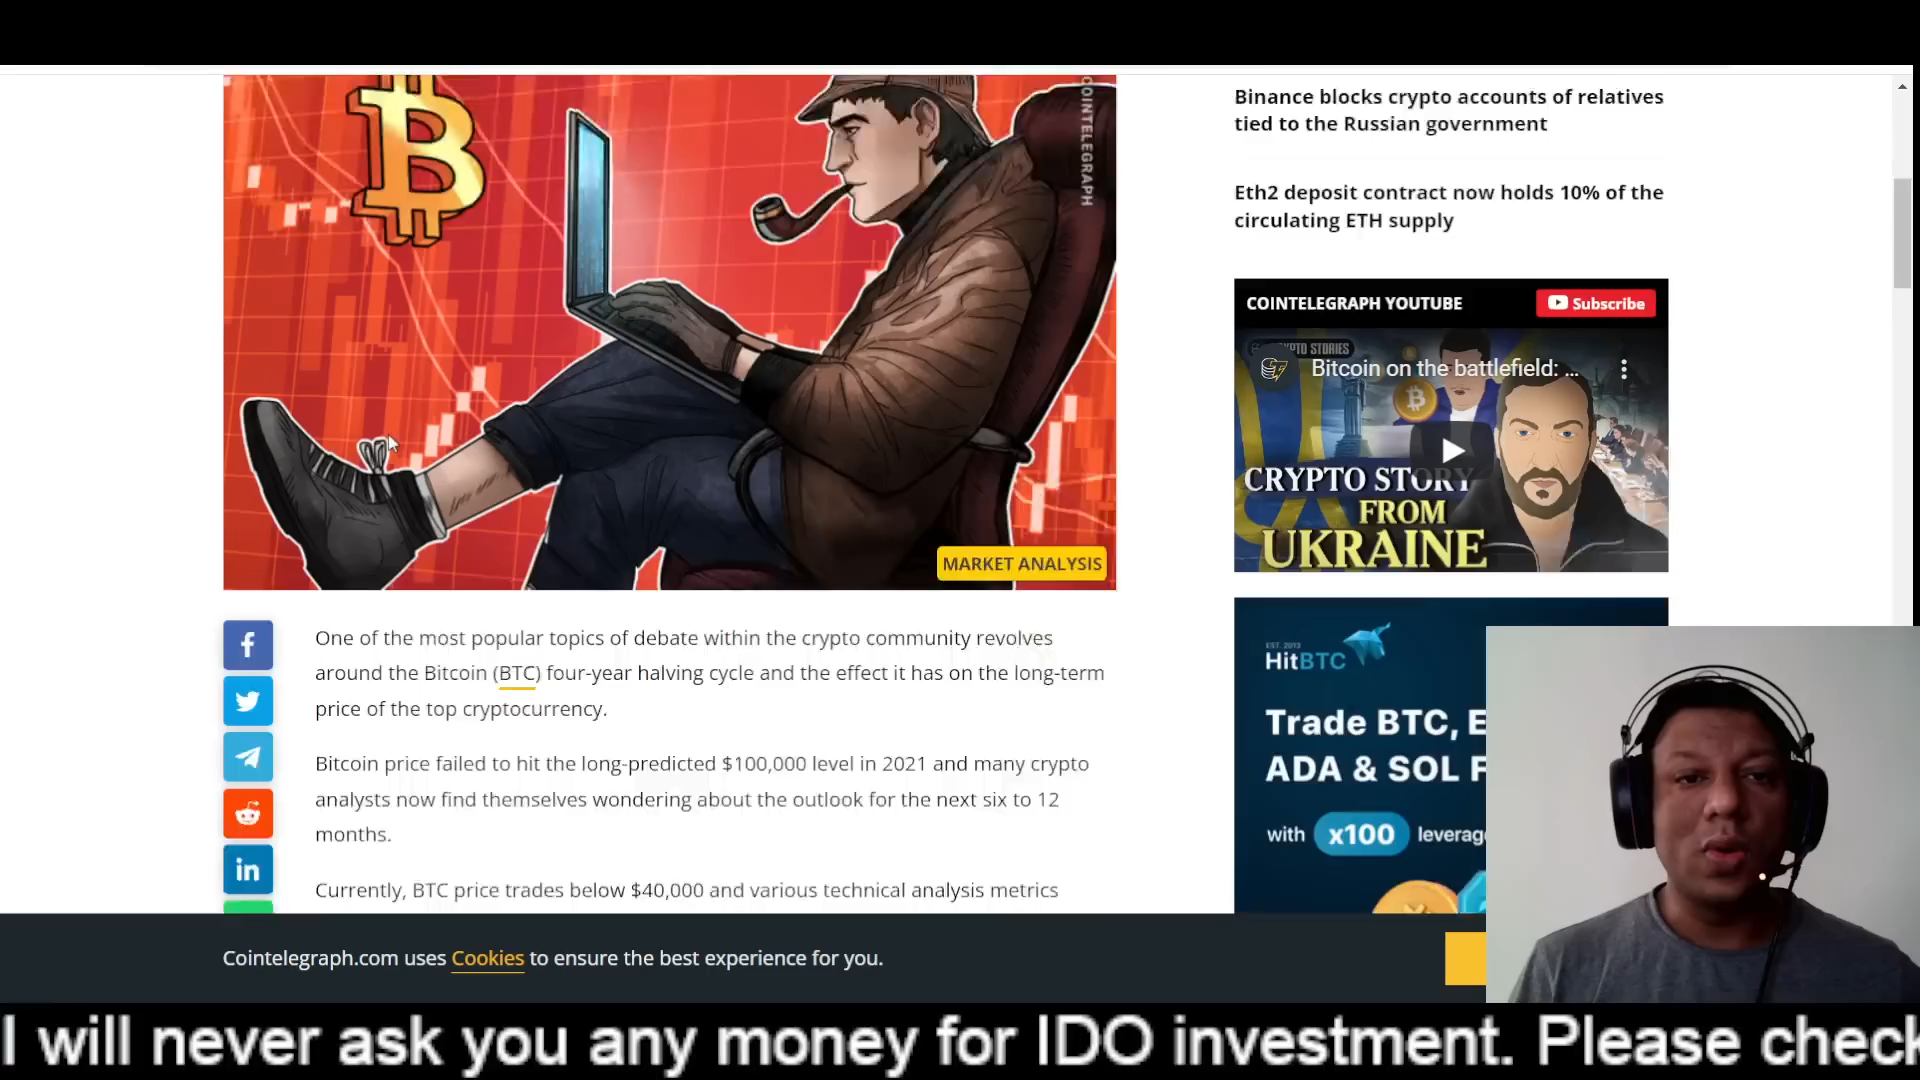 COINTELEGRAPH
MARKET ANALYSIS
One of the most popular topics of debate within the crypto community revolves
around the Bitcoin (BTC) four-year halving cycle and the effect it has on the long-term
price of the top cryptocurrency.
Bitcoin price failed to hit the long-predicted $100,000 level in 2021 and many crypto
analysts now find themselves wondering about the outlook for the next six to 12
months.
Currently, BTC price trades below $40,000 and various technical analysis metrics
Binance blocks crypto accounts of relatives
tied to the Russian government
Eth2 deposit contract now holds 10% of the
circulating ETH supply
COINTELEGRAPH YOUTUBE
Subscribe
STORIES
Bitcoin on the battlefield: ...
CRYPTO STORY
FROM
UKRAINE
EST. 2013
HitBTC
Trade BTC, E
ADA & SOL F
with x100 leverage
Cointelegraph.com uses Cookies to ensure the best experience for you.
I will never ask you any money for IDO investment. Please check